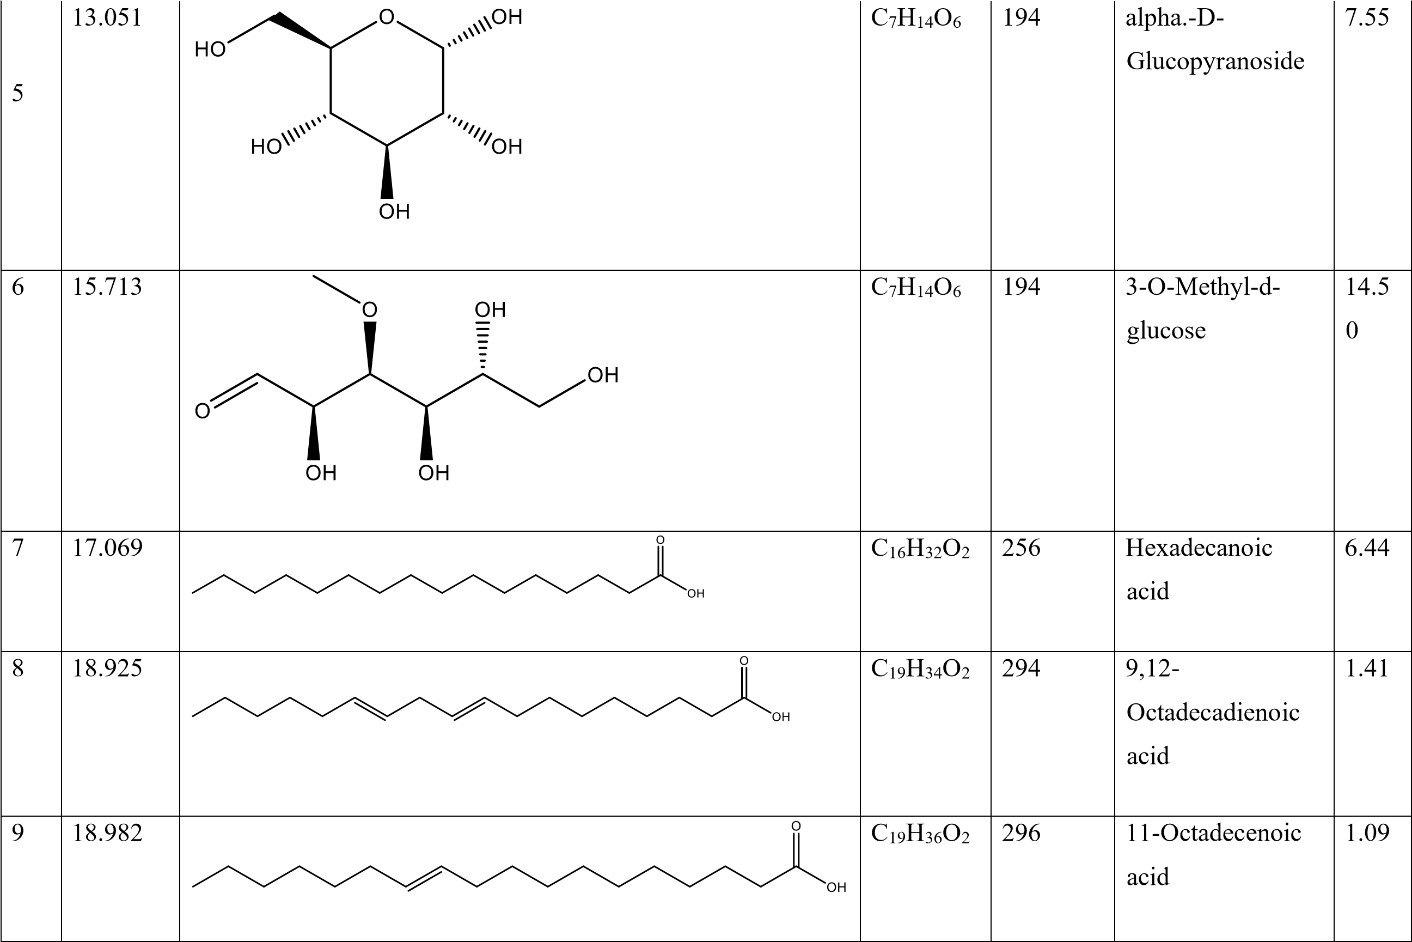 5
13.051
O
OH
HO
HO
OH
OH
C₇H₁₄O₆
194
alpha.-D-
Glucopyranoside
7.55
6
15.713
O
OH
O
OH
OH
OH
C₇H₁₄O₆
194
3-O-Methyl-d-
glucose
14.5
0
7
17.069
O
OH
C₁₆H₃₂O₂
256
Hexadecanoic
acid
6.44
8
18.925
O
OH
C₁₉H₃₄O₂
294
9,12-
Octadecadienoic
acid
1.41
9
18.982
O
OH
C₁₉H₃₆O₂
296
11-Octadecenoic
acid
1.09